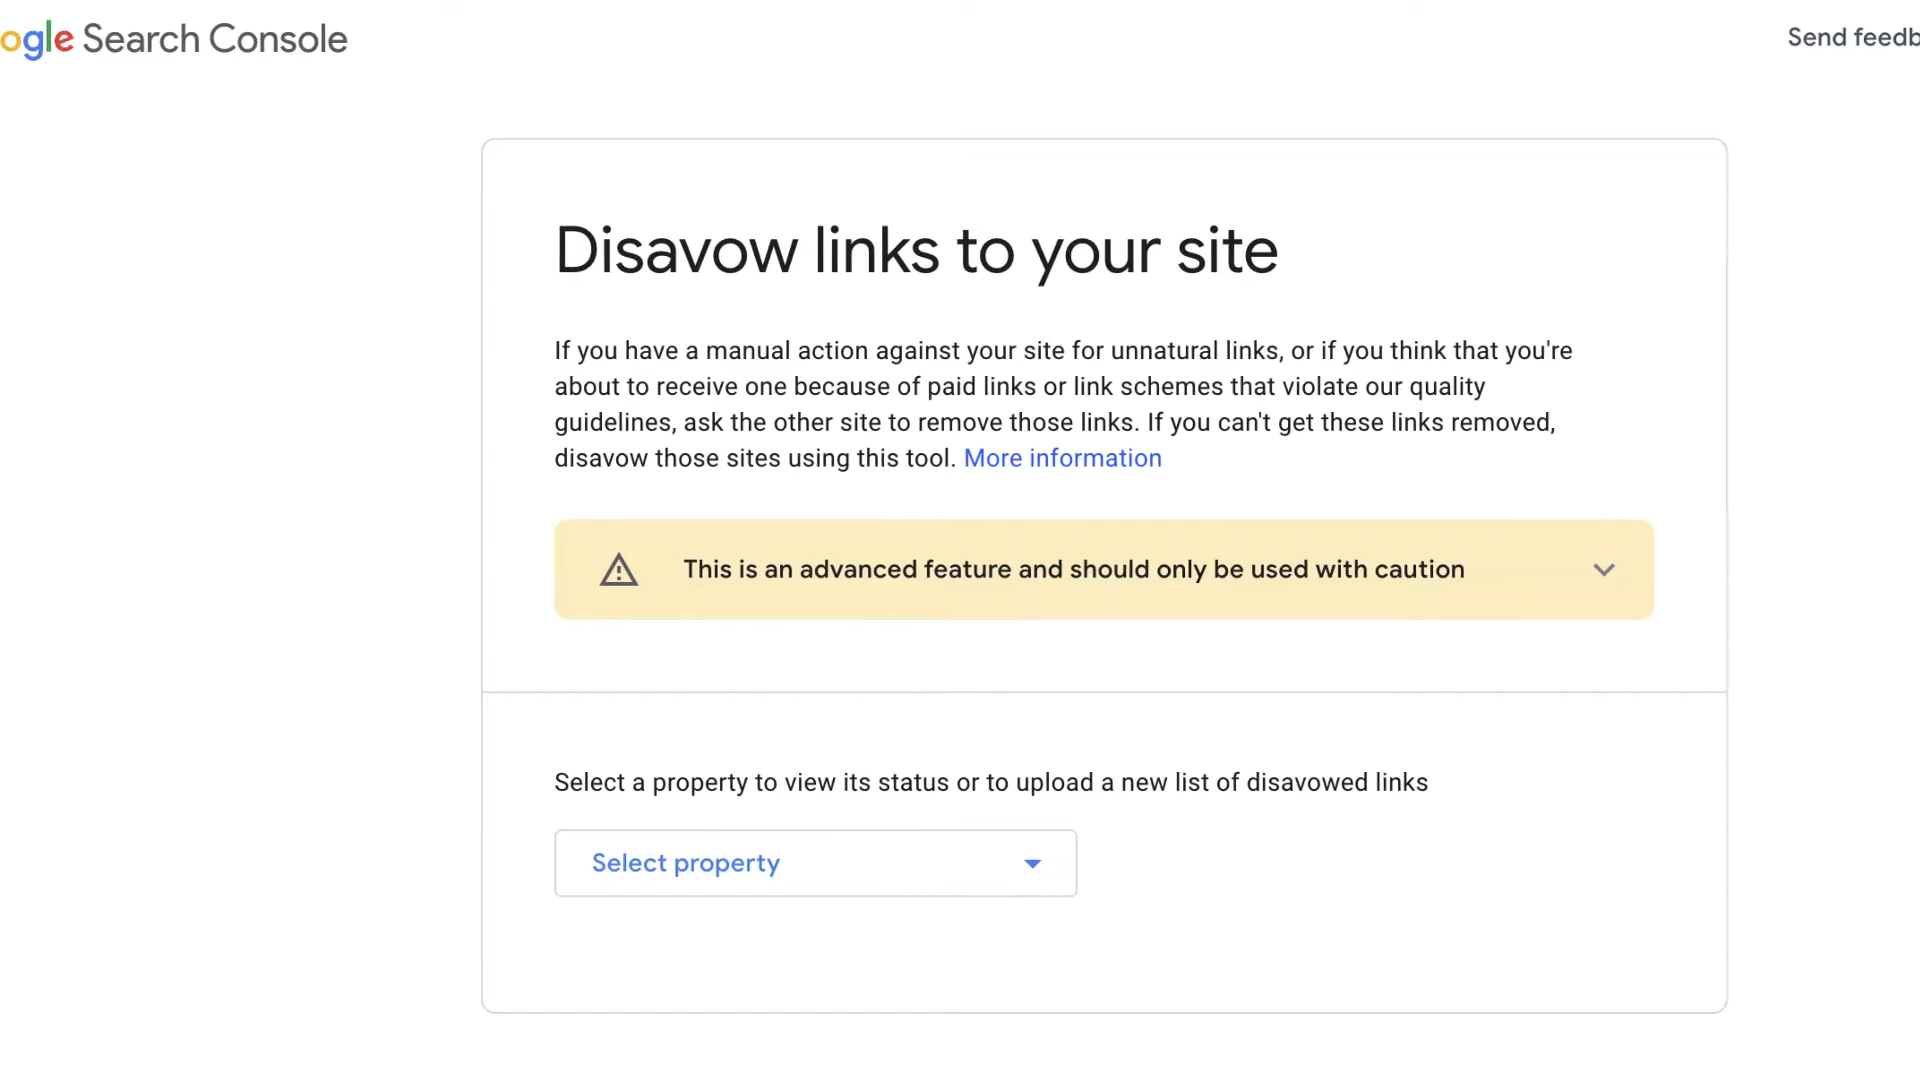 ogle Search Console
Send feedb
Disavow links to your site
If you have a manual action against your site for unnatural links, or if you think that you're
about to receive one because of paid links or link schemes that violate our quality
guidelines, ask the other site to remove those links. If you can't get these links removed,
disavow those sites using this tool. More information
This is an advanced feature and should only be used with caution
Select a property to view its status or to upload a new list of disavowed links
Select property